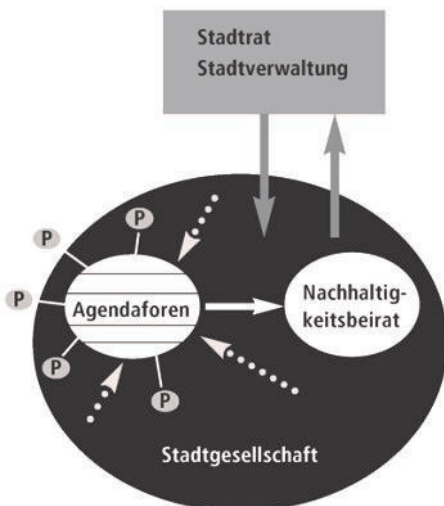 Stadtrat
Stadtverwaltung
P
P
P
Agendaforen
Nachhaltig-
keitsbeirat
P
P
Stadtgesellschaft